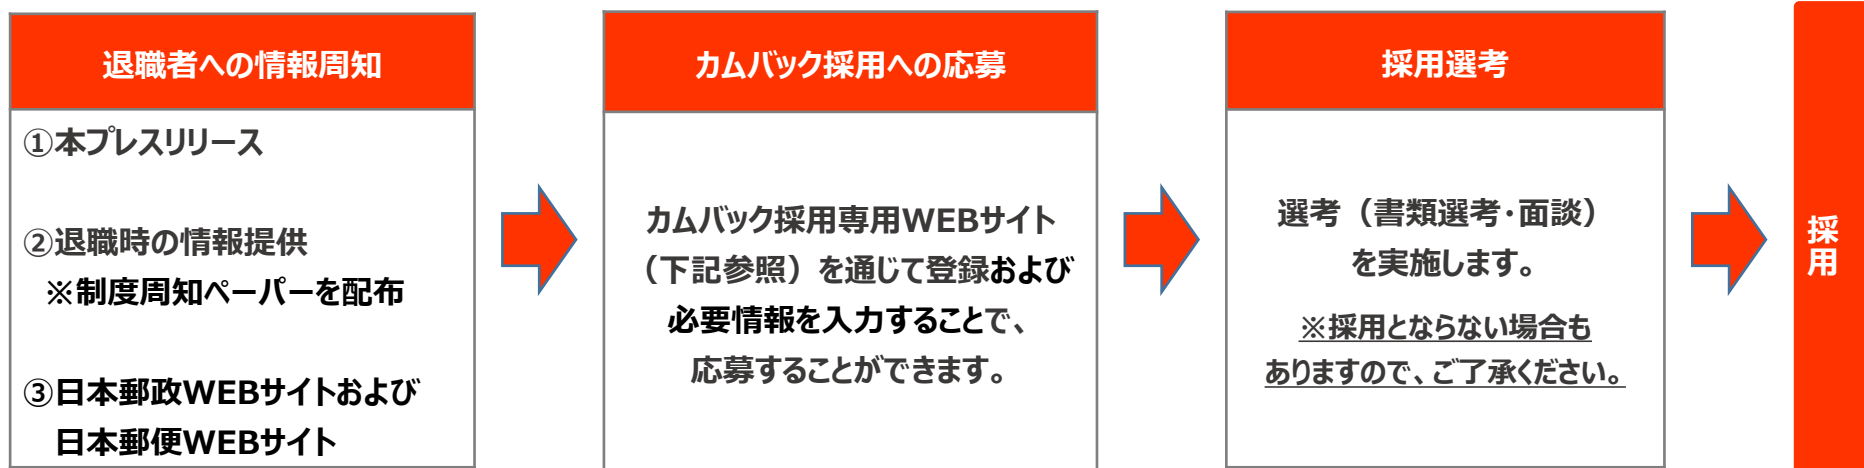 退職者への情報周知
①本プレスリリース
②退職時の情報提供
※制度周知ペーパーを配布
③日本郵政WEBサイトおよび
日本郵便WEBサイト
カムバック採用への応募
カムバック採用専用WEBサイト
（下記参照）を通じて登録および
必要情報を入力することで、
応募することができます。
採用選考
選考（書類選考・面談）
を実施します。
※採用とならない場合も
ありますので、ご了承ください。
採用